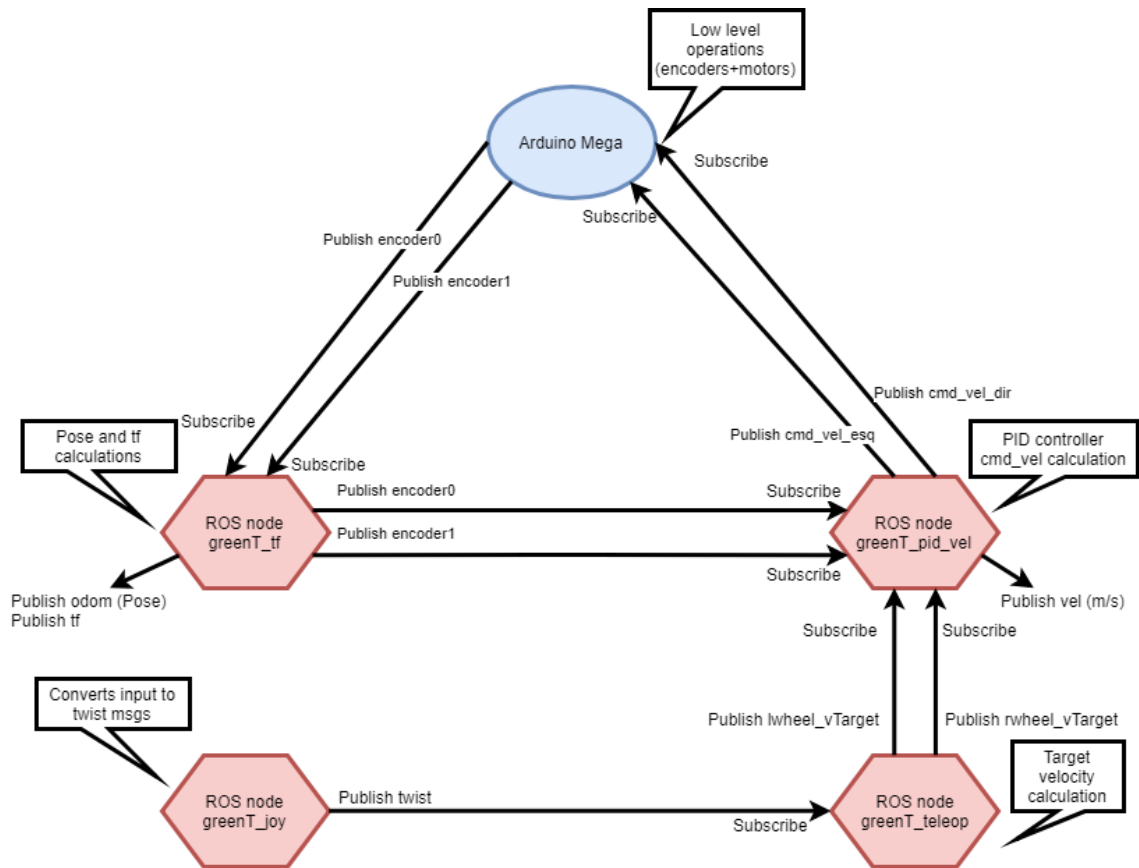 Low level
operations
(encoders+motors)
Arduino Mega
Subscribe
Subscribe
Publish encoder0
Publish encoder1
Publish cmd_vel_dir
Subscribe
Publish cmd_vel_esq
Pose and tf
calculations
PID controller
cmd_vel calculation
Subscribe
Publish encoder0
Subscribe
ROS node
greenT_tf
ROS node
greenT_pid_vel
Publish encoder1
Subscribe
Publish odom (Pose)
Publish tf
Publish vel (m/s)
Subscribe
Subscribe
Converts input to
twist msgs
Publish lwheel_vTarget
Publish rwheel_vTarget
Target
velocity
calculation
ROS node
greenT_joy
Publish twist
Subscribe
ROS node
greenT_teleop